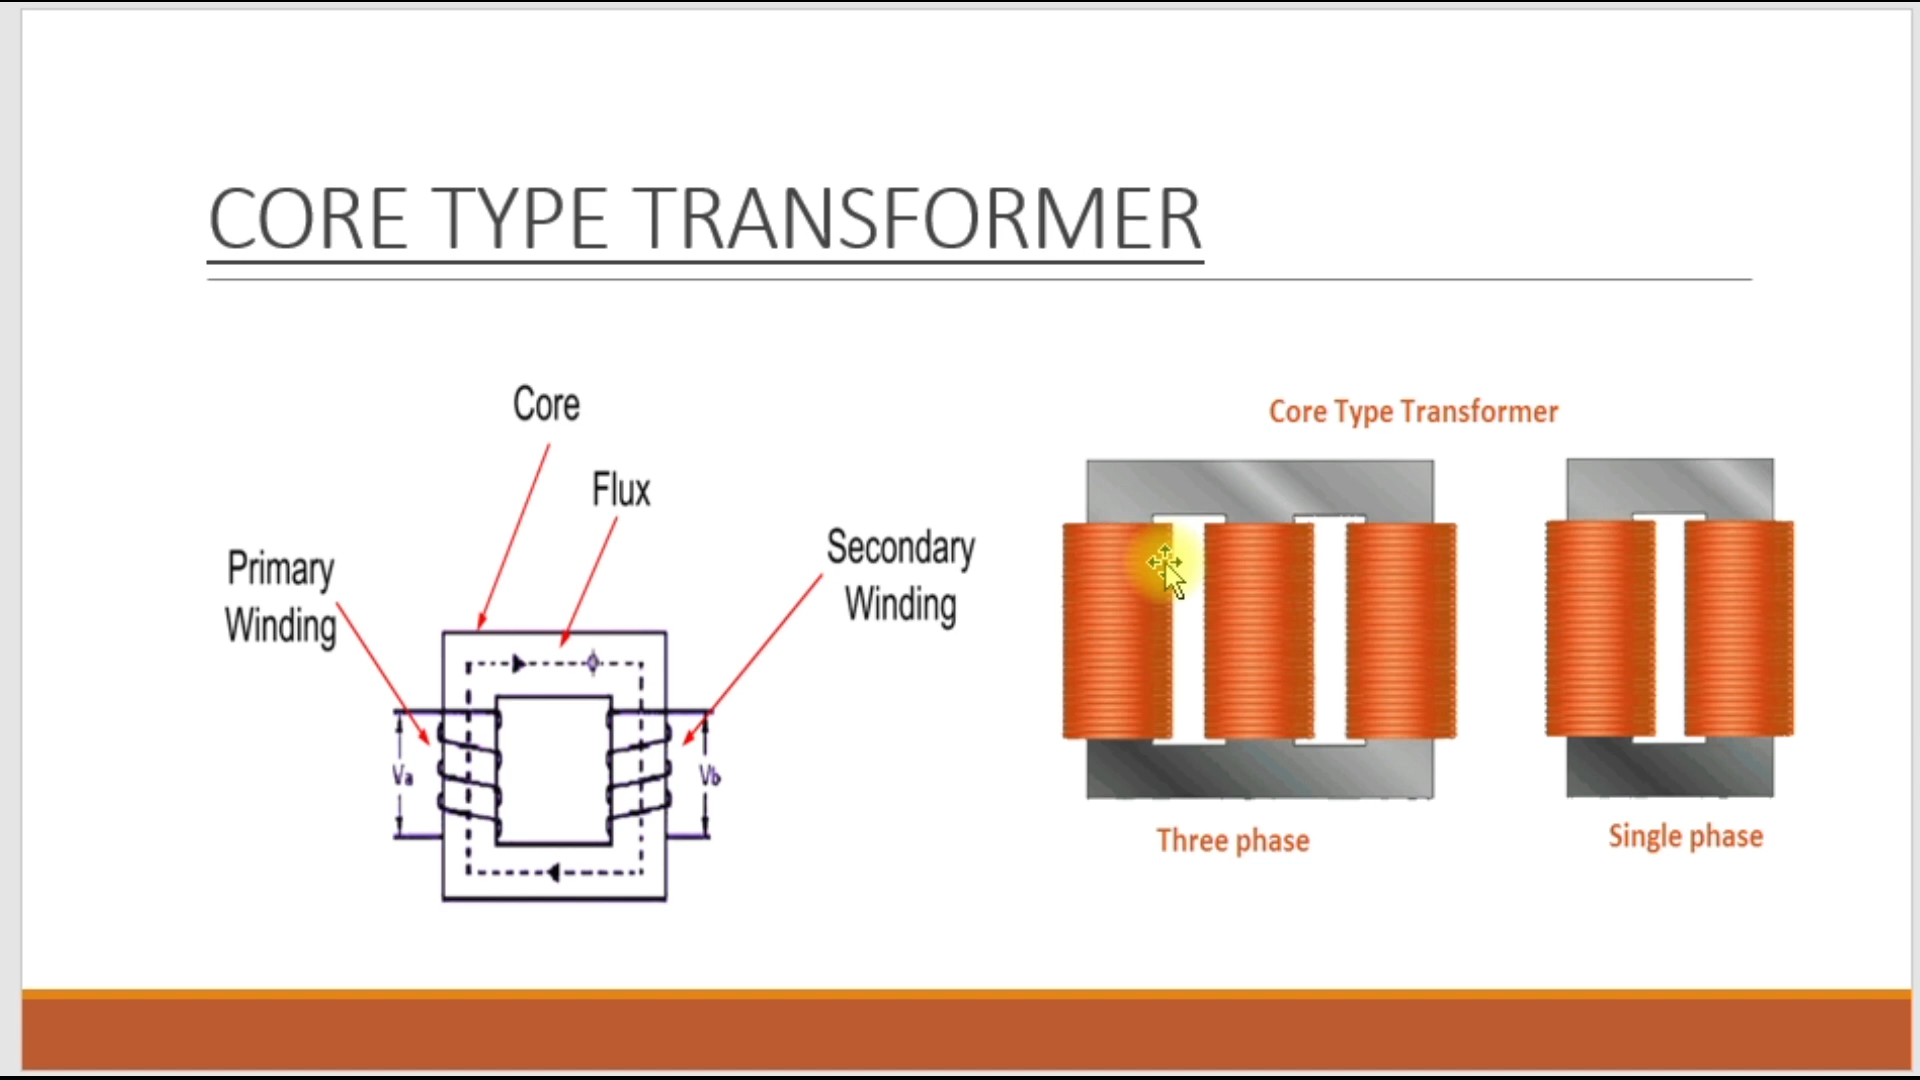 CORE TYPE TRANSFORMER
Core
Flux
Primary
Winding
Secondary
Winding
Va
Vb
Core Type Transformer
Three phase
Single phase